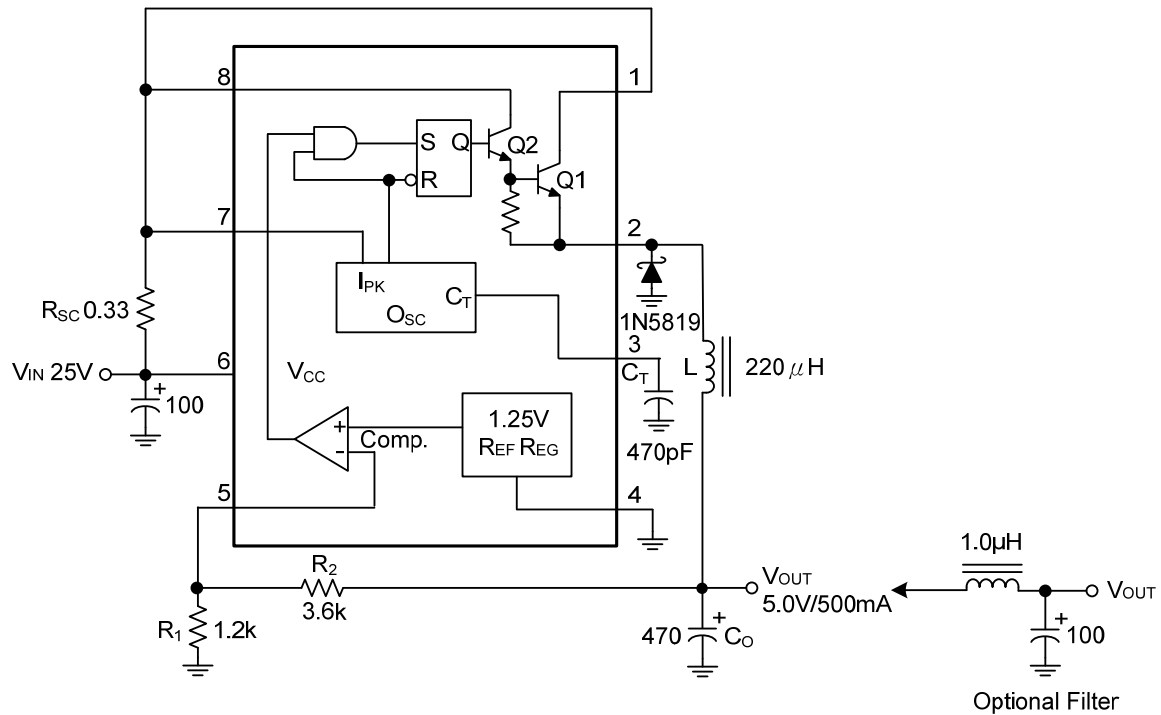 8
1
S Q
Q2
R
Q1
7
2
IPK
CT
OSC
RSC 0.33
1N5819
3
VIN 25V
6
VCC
CT
L
220 μH
+
100
1.25V
REF REG
+
Comp.
-
470pF
5
4
R2
3.6k
1.0μH
VOUT
5.0V/500mA
VOUT
R1 1.2k
470
+
CO
+
100
Optional Filter